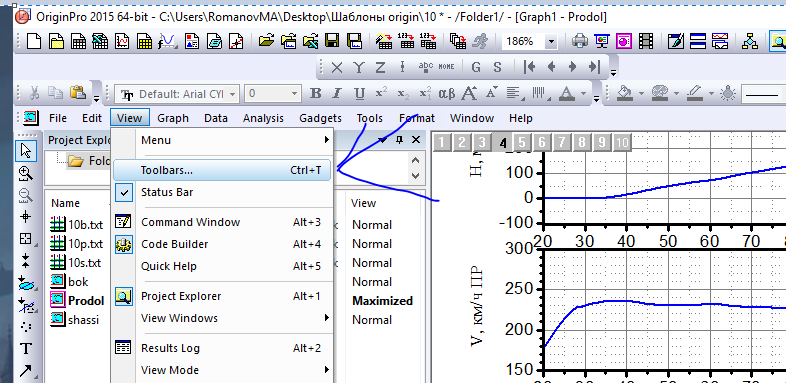 OriginPro 2015 64-bit - C:\Users\RomanovMA\Desktop\Шаблоны origin\10 * - /Folder1/ - [Graph1 - Prodol]
186%
X Y Z HOME G S
Default: Arial CYI 0 B I U x² x₂ αβ A A
File Edit View Graph Data Analysis Gadgets Tools Format Window Help
Project Explo
Menu
1 2 3 4 5 6 7 8 9 10
Fold
Toolbars... Ctrl+T
Status Bar
Name View
Command Window Alt+3
10b.txt Normal
Code Builder Alt+4
10p.txt Normal
Quick Help Alt+5
10s.txt Normal
bok Normal
Project Explorer Alt+1
Prodol Maximized
View Windows
shassi Normal
Results Log Alt+2
View Mode
H, м
200
100
0
-100
20 30 40 50 60 70
V, км/ч ПР
300
250
200
150